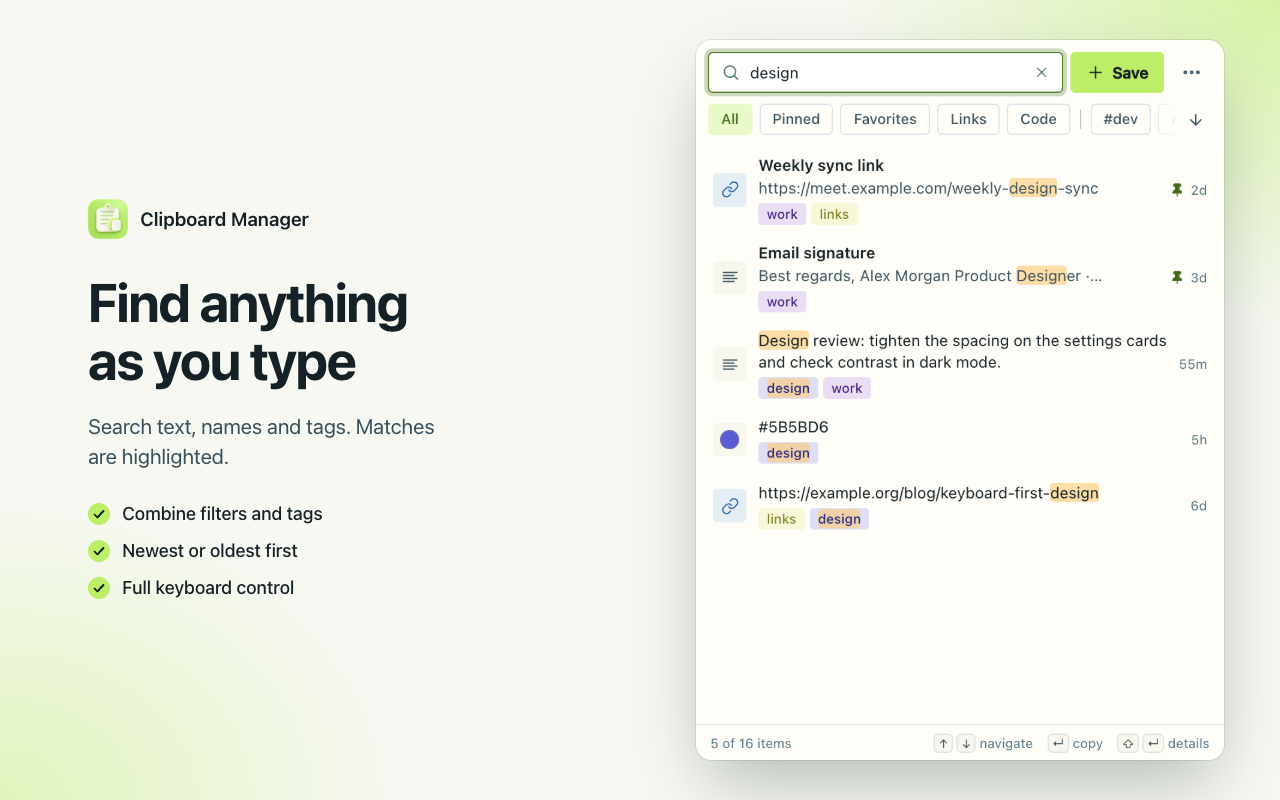 Clipboard Manager
Find anything
as you type
Search text, names and tags. Matches
are highlighted.
Combine filters and tags
Newest or oldest first
Full keyboard control
design
Save
All
Pinned
Favorites
Links
Code
#dev
Weekly sync link
https://meet.example.com/weekly-design-sync
2d
work
links
Email signature
Best regards, Alex Morgan Product Designer ·...
3d
work
Design review: tighten the spacing on the settings cards
and check contrast in dark mode.
55m
design
work
#5B5BD6
5h
design
https://example.org/blog/keyboard-first-design
6d
links
design
5 of 16 items
navigate
copy
details